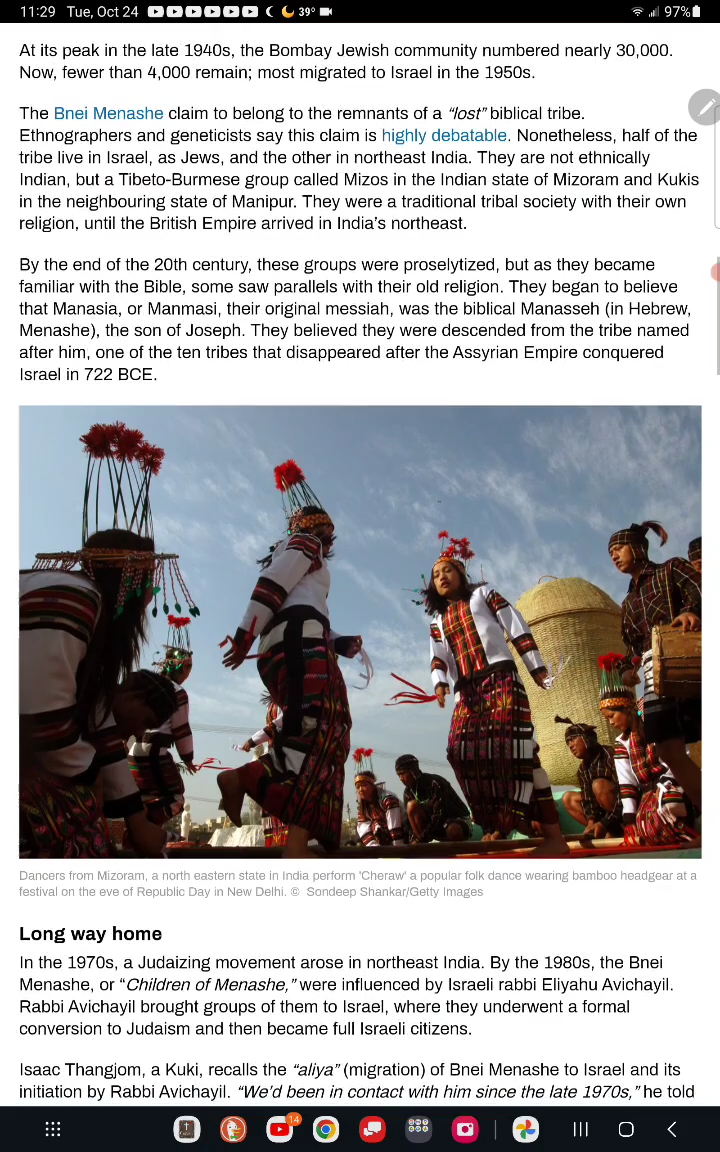 11:29 Tue, Oct 24 39° 97%
At its peak in the late 1940s, the Bombay Jewish community numbered nearly 30,000.
Now, fewer than 4,000 remain; most migrated to Israel in the 1950s.
The Bnei Menashe claim to belong to the remnants of a “lost” biblical tribe.
Ethnographers and geneticists say this claim is highly debatable. Nonetheless, half of the
tribe live in Israel, as Jews, and the other in northeast India. They are not ethnically
Indian, but a Tibeto-Burmese group called Mizos in the Indian state of Mizoram and Kukis
in the neighbouring state of Manipur. They were a traditional tribal society with their own
religion, until the British Empire arrived in India’s northeast.
By the end of the 20th century, these groups were proselytized, but as they became
familiar with the Bible, some saw parallels with their old religion. They began to believe
that Manasia, or Manmasi, their original messiah, was the biblical Manasseh (in Hebrew,
Menashe), the son of Joseph. They believed they were descended from the tribe named
after him, one of the ten tribes that disappeared after the Assyrian Empire conquered
Israel in 722 BCE.
Dancers from Mizoram, a north eastern state in India perform 'Cheraw' a popular folk dance wearing bamboo headgear at a
festival on the eve of Republic Day in New Delhi. © Sondeep Shankar/Getty Images
Long way home
In the 1970s, a Judaizing movement arose in northeast India. By the 1980s, the Bnei
Menashe, or “Children of Menashe,” were influenced by Israeli rabbi Eliyahu Avichayil.
Rabbi Avichayil brought groups of them to Israel, where they underwent a formal
conversion to Judaism and then became full Israeli citizens.
Isaac Thangjom, a Kuki, recalls the “aliya” (migration) of Bnei Menashe to Israel and its
initiation by Rabbi Avichayil. “We’d been in contact with him since the late 1970s,” he told
14